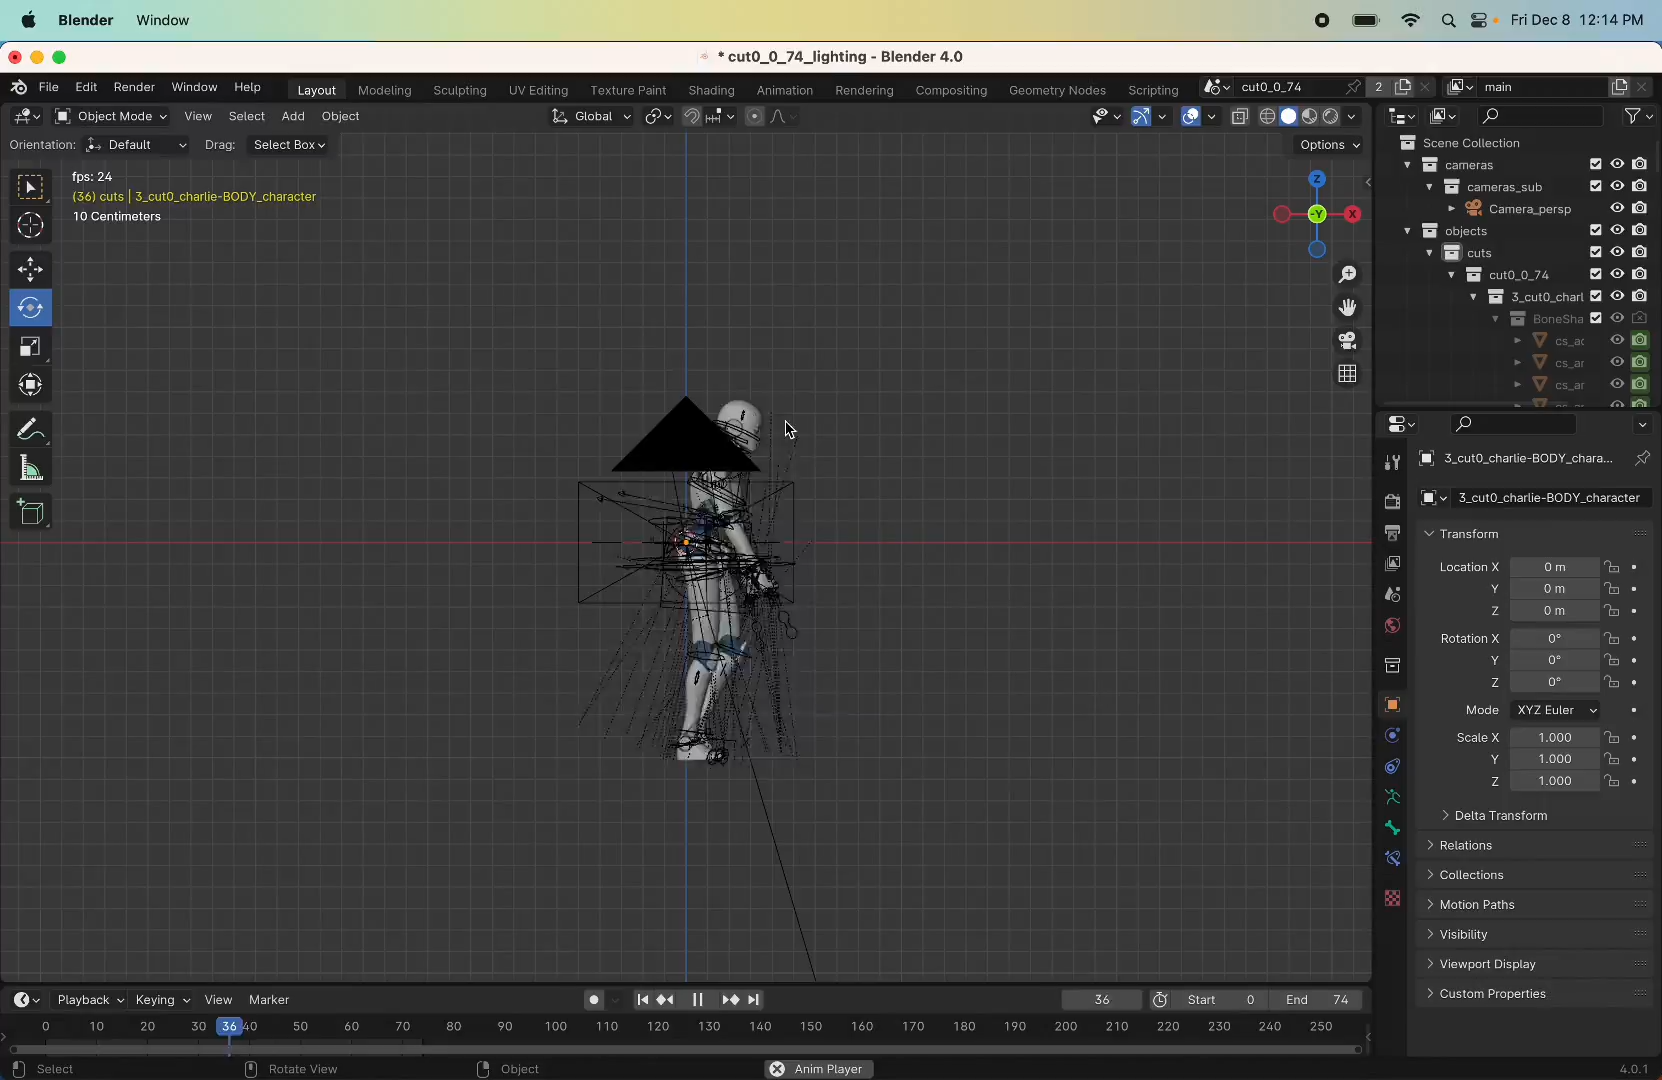 Blender Window Fri Dec 8 12:14 PM
* cut0_0_74_lighting - Blender 4.0
File Edit Render Window Help Layout Modeling Sculpting UV Editing Texture Paint Shading Animation Rendering Compositing Geometry Nodes Scripting cut0_0_74 2 main
Object Mode View Select Add Object Global
Orientation: Default Drag: Select Box Options
fps: 24
(36) cuts | 3_cut0_charlie-BODY_character
10 Centimeters
Z
-Y
X
Scene Collection
cameras
cameras_sub
Camera_persp
objects
cuts
cut0_0_74
3_cut0_charl
BoneSha
cs_ac
cs_ar
cs_ar
3_cut0_charlie-BODY_chara...
3_cut0_charlie-BODY_character
Transform
Location X 0 m
Y 0 m
Z 0 m
Rotation X 0°
Y 0°
Z 0°
Mode XYZ Euler
Scale X 1.000
Y 1.000
Z 1.000
Delta Transform
Relations
Collections
Motion Paths
Visibility
Viewport Display
Custom Properties
Playback Keying View Marker 36 Start 0 End 74
0 10 20 30 36 40 50 60 70 80 90 100 110 120 130 140 150 160 170 180 190 200 210 220 230 240 250
Select Rotate View Object Anim Player 4.0.1